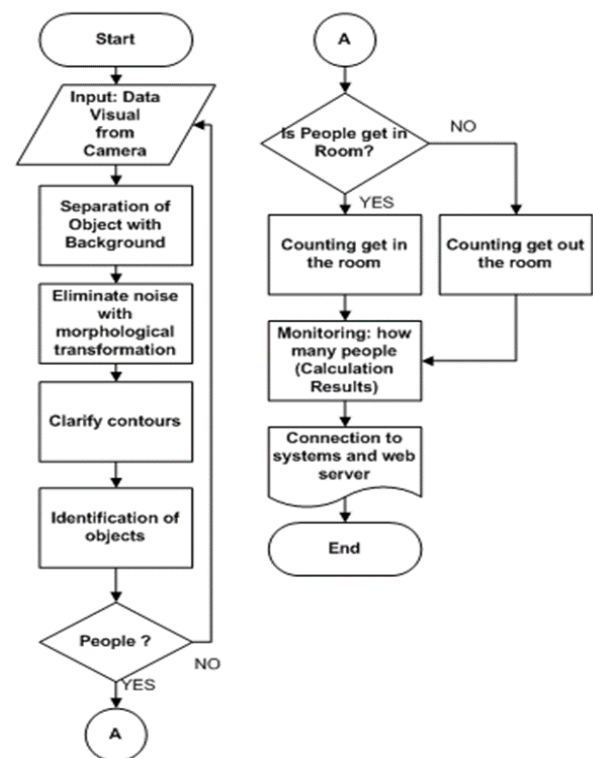 Start
Input: Data
Visual
from
Camera
Separation of
Object with
Background
Eliminate noise
with
morphological
transformation
Clarify contours
Identification of
objects
People ?
NO
YES
A
A
Is People get in
Room?
NO
YES
Counting get in
the room
Counting get out
the room
Monitoring: how
many people
(Calculation
Results)
Connection to
systems and web
server
End